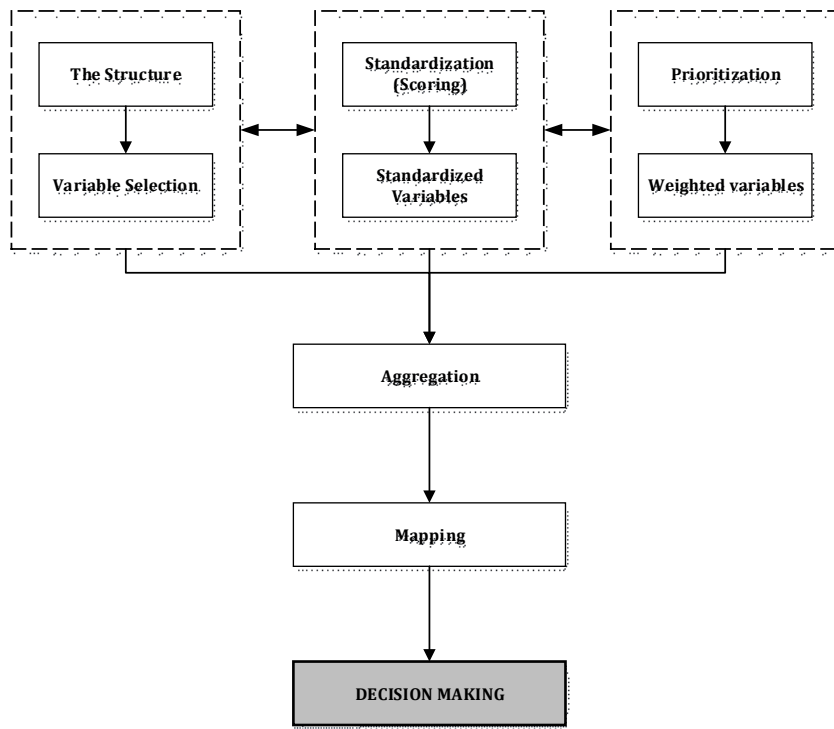 The Structure
Variable Selection
Standardization
(Scoring)
Standardized
Variables
Prioritization
Weighted variables
Aggregation
Mapping
DECISION MAKING